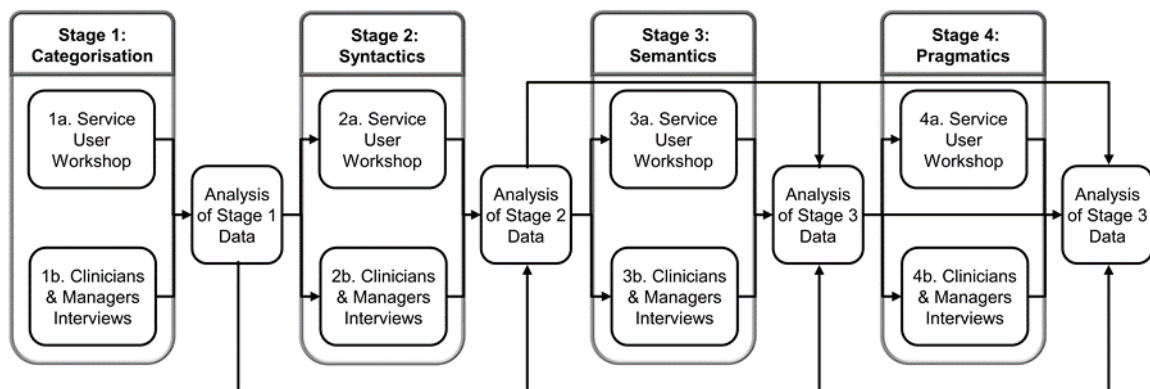 Stage 1:
Categorisation
1a. Service
User
Workshop
1b. Clinicians
& Managers
Interviews
Analysis
of Stage 1
Data
Stage 2:
Syntactics
2a. Service
User
Workshop
2b. Clinicians
& Managers
Interviews
Analysis
of Stage 2
Data
Stage 3:
Semantics
3a. Service
User
Workshop
3b. Clinicians
& Managers
Interviews
Analysis
of Stage 3
Data
Stage 4:
Pragmatics
4a. Service
User
Workshop
4b. Clinicians
& Managers
Interviews
Analysis
of Stage 3
Data